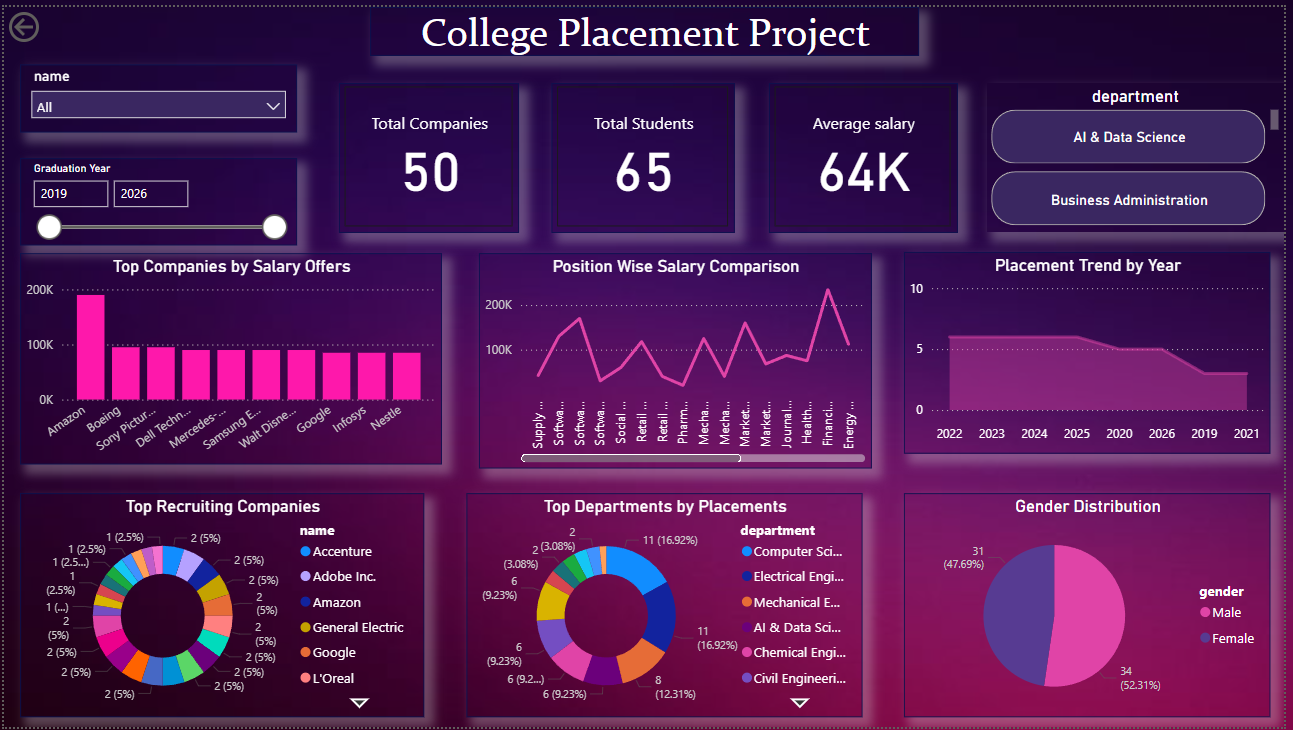 College Placement Project
name
All
Graduation Year
2019
2026
Total Companies
50
Total Students
65
Average salary
64K
department
AI & Data Science
Business Administration
Top Companies by Salary Offers
200K
100K
0K
Amazon
Boeing
Sony Pictur...
Dell Techn...
Mercedes-...
Samsung E...
Walt Disne...
Google
Infosys
Nestle
Position Wise Salary Comparison
200K
100K
Supply ...
Softwa...
Softwa...
Softwa...
Social ...
Retail ...
Retail ...
Pharm...
Mecha...
Mecha...
Market...
Market...
Journal...
Health...
Financi...
Energy ...
Placement Trend by Year
10
5
0
2022
2023
2024
2025
2020
2026
2019
2021
Top Recruiting Companies
1 (2.5%)
1 (2.5%)
1 (2.5...)
1
(2.5%)
1 (...)
2
(5%)
2 (5%)
2 (5%)
2 (5%)
2 (5%)
2 (5%)
2 (5%)
2
(5%)
2
(5%)
2 (5%)
2 (5%)
2 (5%)
2 (5%)
name
Accenture
Adobe Inc.
Amazon
General Electric
Google
L'Oreal
Top Departments by Placements
2
(3.08%)
2
(3.08%)
6
(9.23%)
6
(9.23%)
6 (9.2...)
6 (9.23%)
8
(12.31%)
11
(16.92%)
11 (16.92%)
department
Computer Sci...
Electrical Engi...
Mechanical E...
AI & Data Sci...
Chemical Engi...
Civil Engineeri...
Gender Distribution
31
(47.69%)
34
(52.31%)
gender
Male
Female